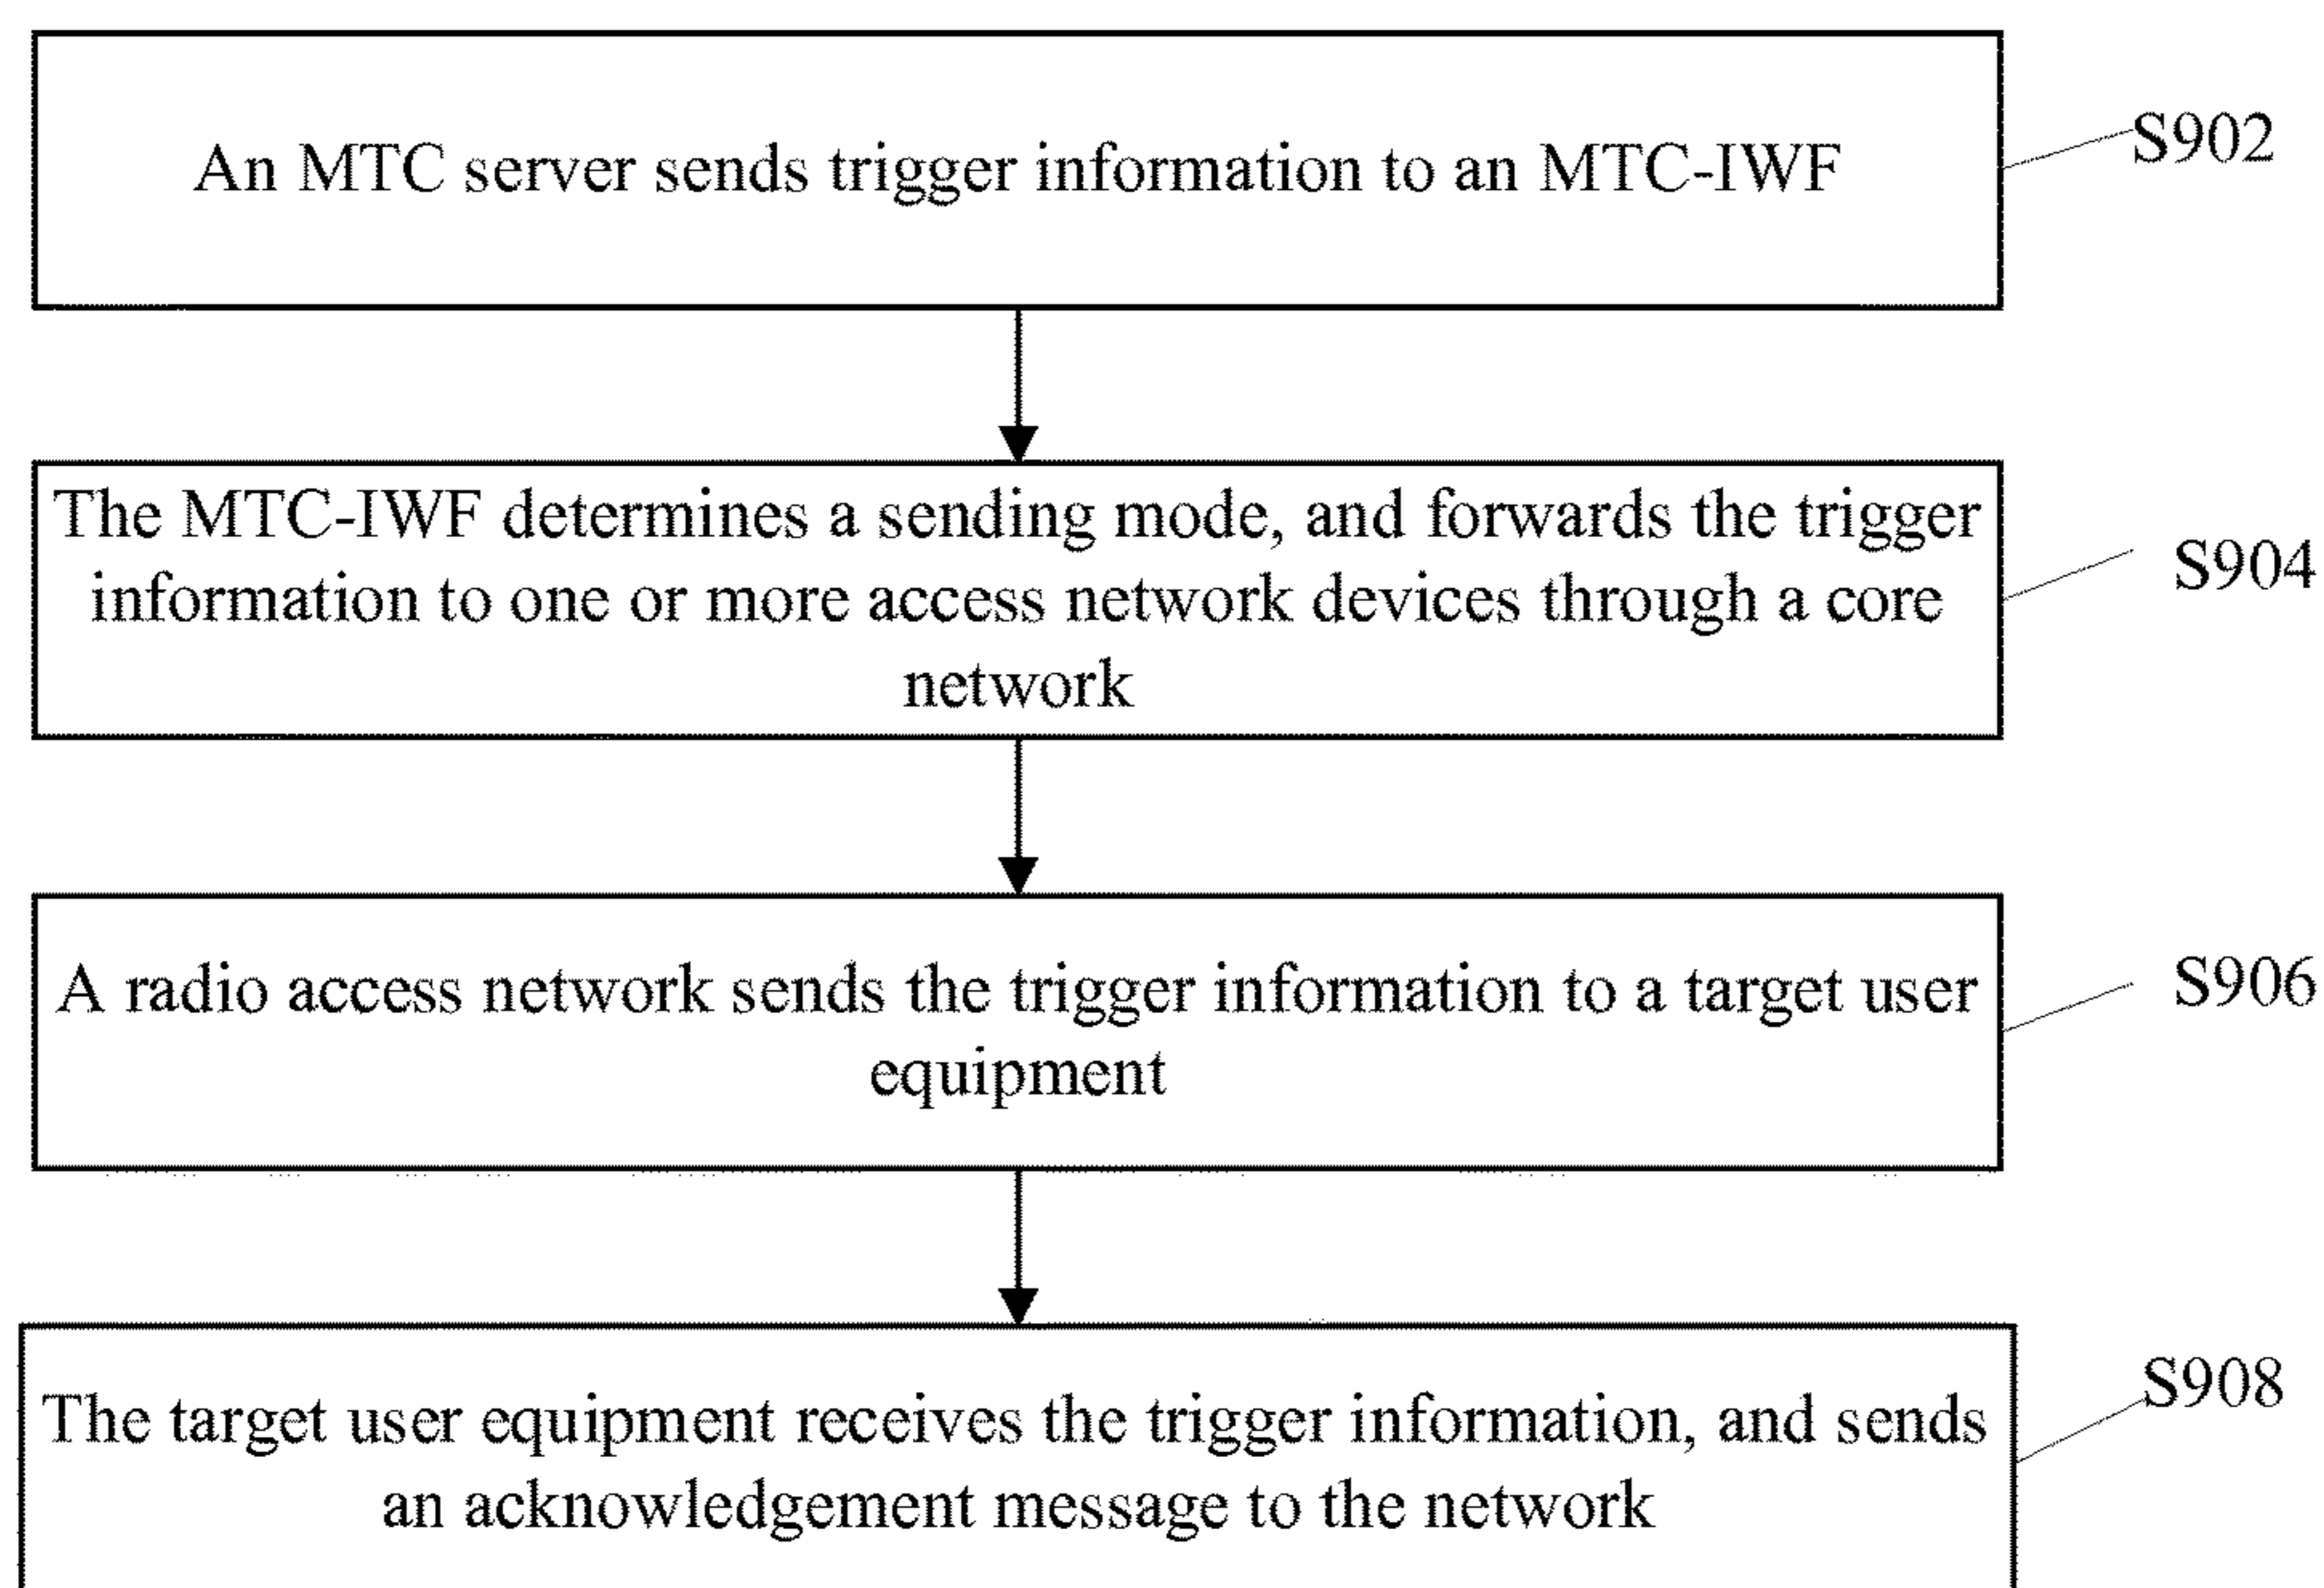 An MTC server sends trigger information to an MTC-IWF
S902
The MTC-IWF determines a sending mode, and forwards the trigger
information to one or more access network devices through a core
network
S904
A radio access network sends the trigger information to a target user
equipment
S906
The target user equipment receives the trigger information, and sends
an acknowledgement message to the network
S908